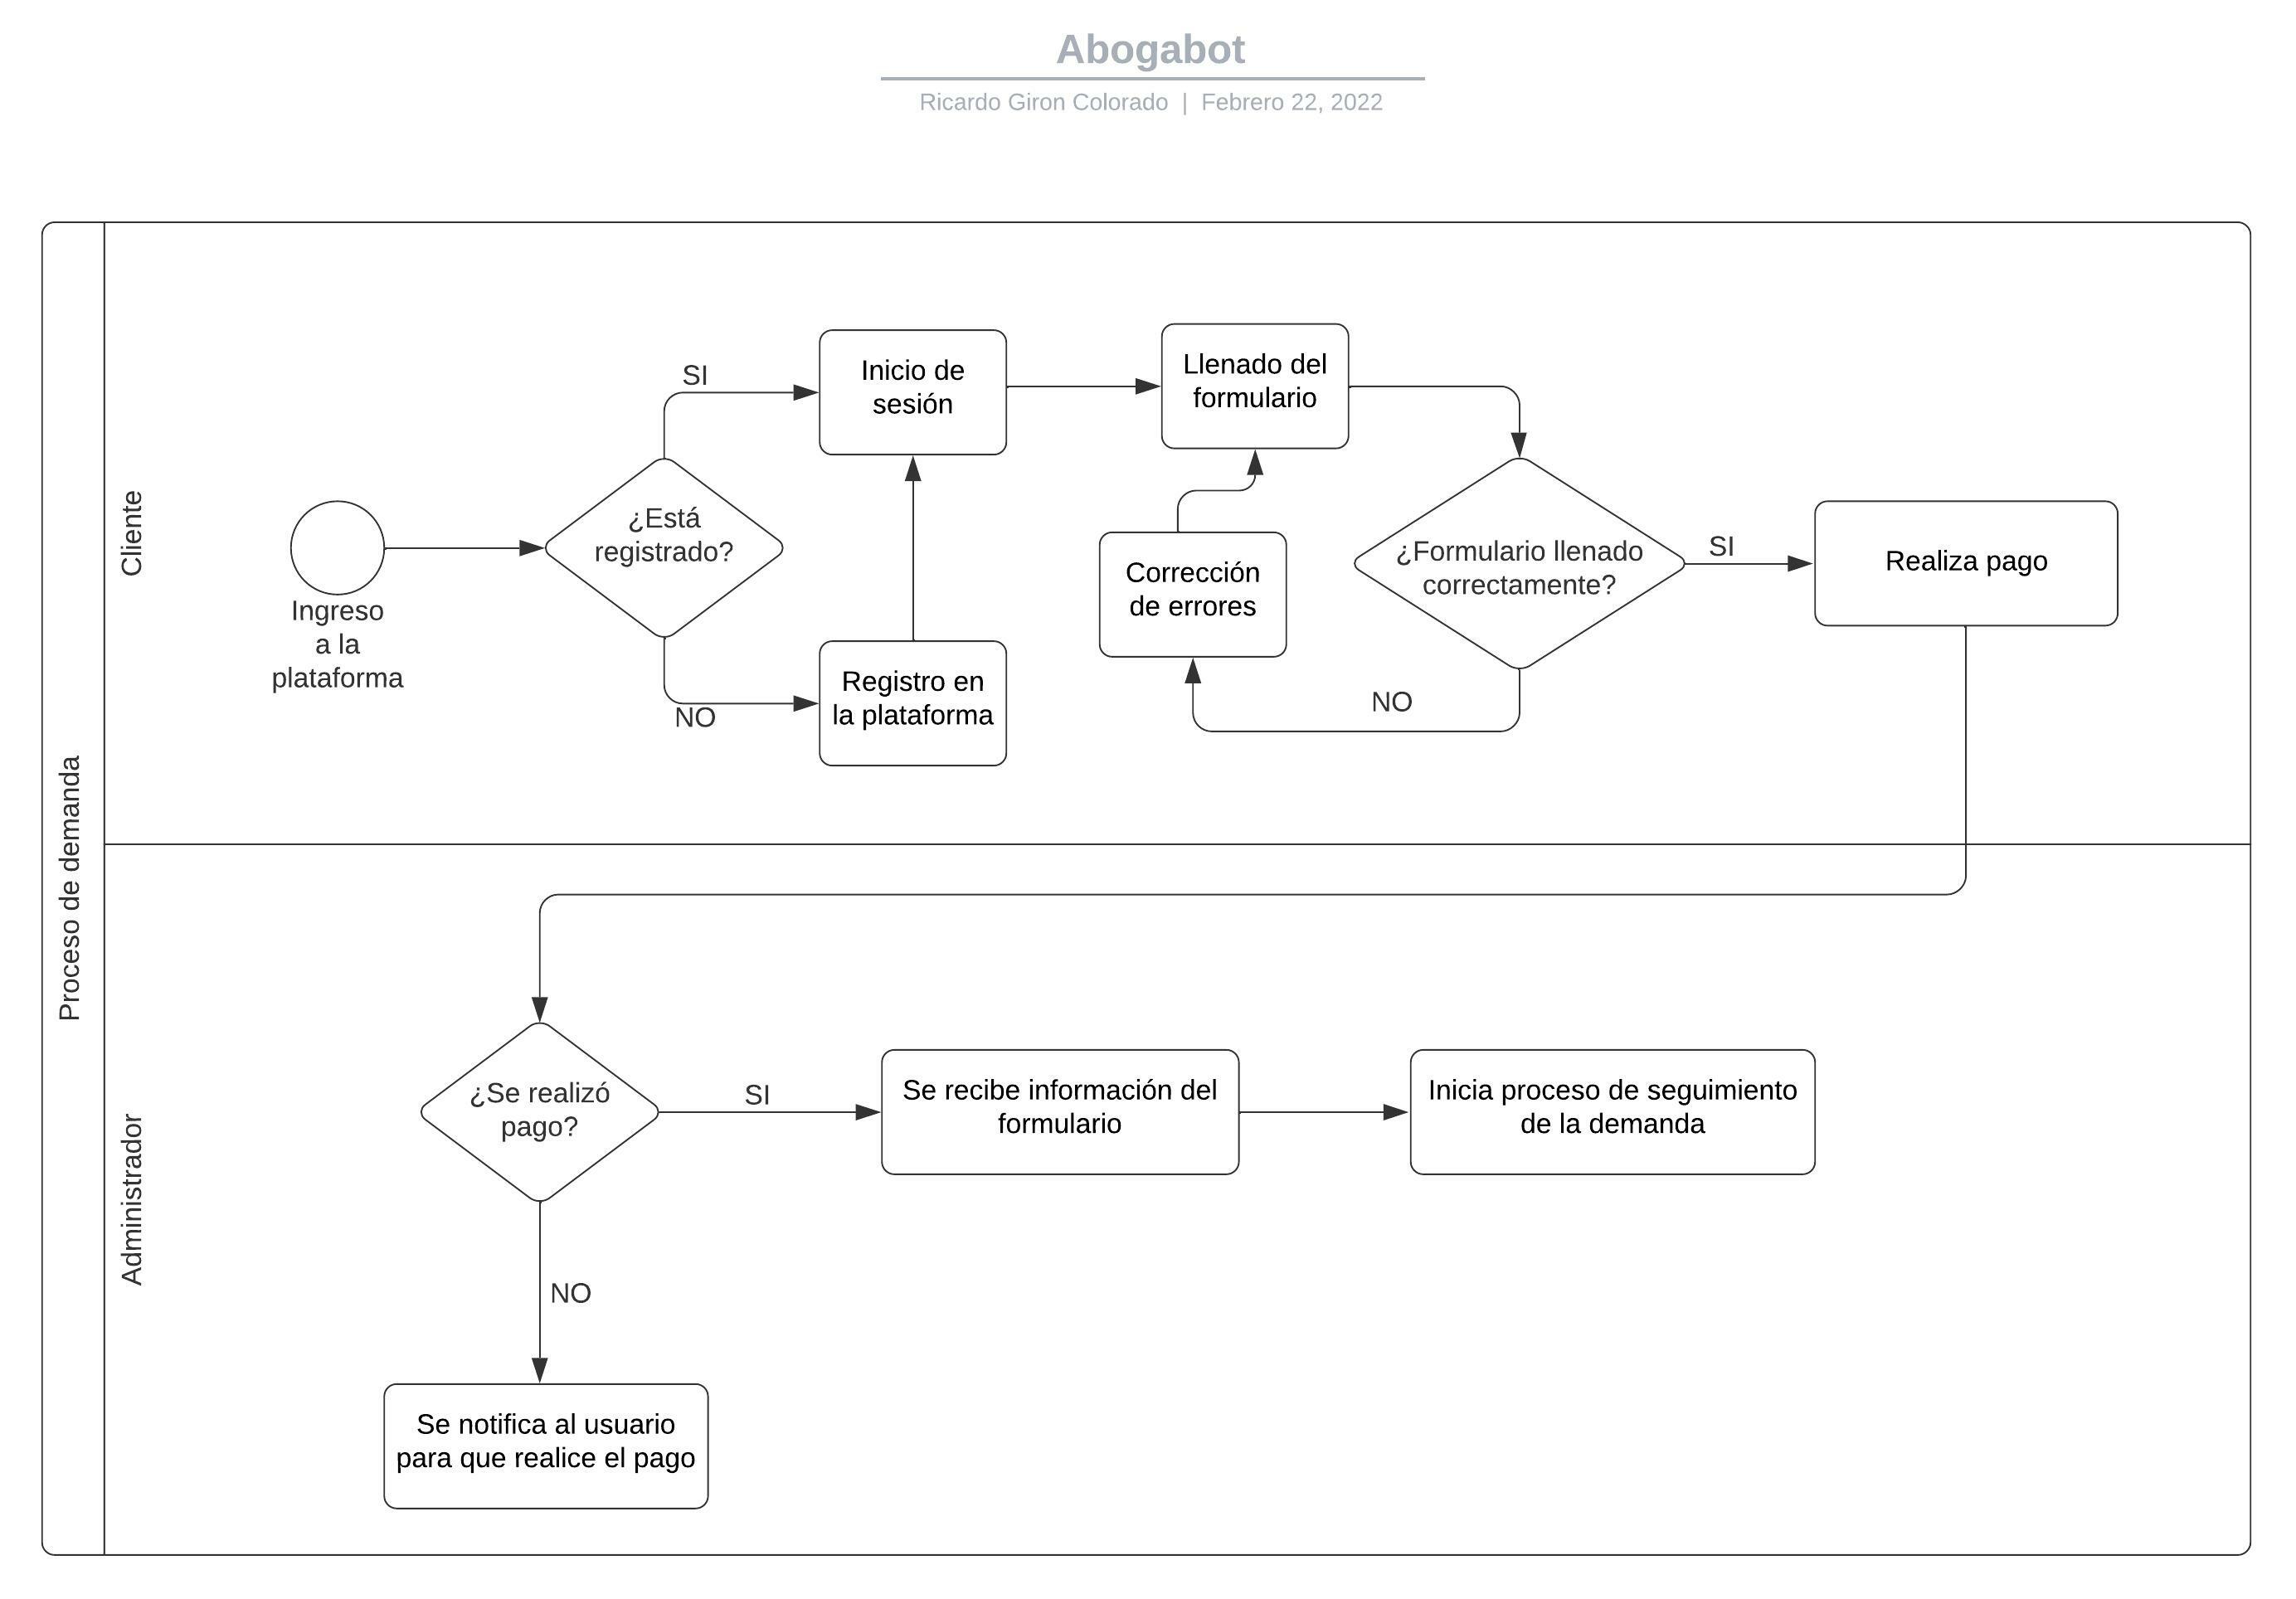 Abogabot
Ricardo Giron Colorado | Febrero 22, 2022
Proceso de demanda
Cliente
Ingreso
a la
plataforma
¿Está
registrado?
SI
NO
Inicio de
sesión
Registro en
la plataforma
Llenado del
formulario
Corrección
de errores
¿Formulario llenado
correctamente?
NO
SI
Realiza pago
Administrador
¿Se realizó
pago?
SI
NO
Se recibe información del
formulario
Inicia proceso de seguimiento
de la demanda
Se notifica al usuario
para que realice el pago